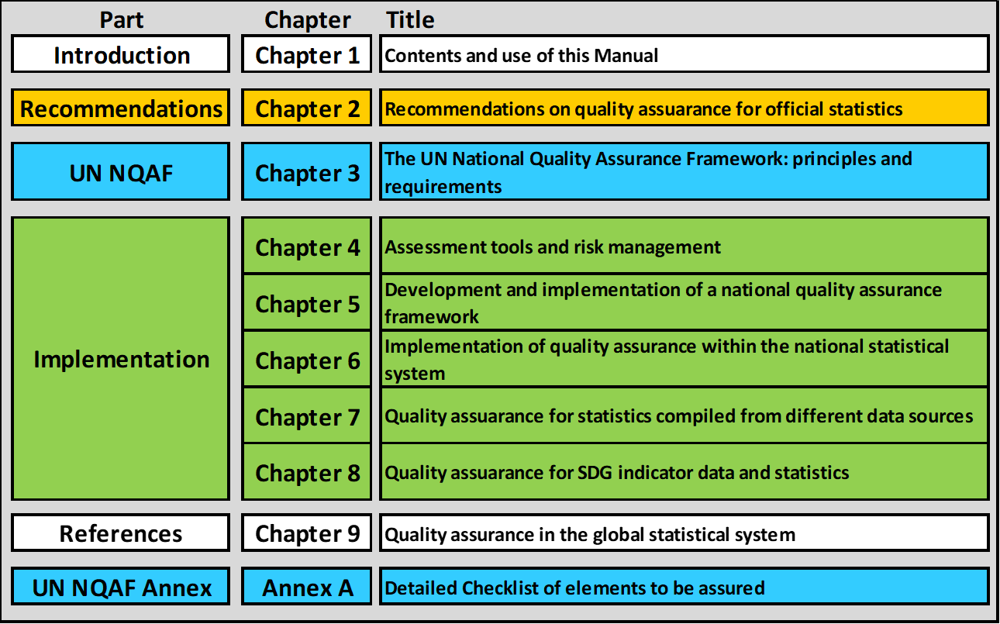 Part Chapter Title
Introduction Chapter 1 Contents and use of this Manual
Recommendations Chapter 2 Recommendations on quality assuarance for official statistics
UN NQAF Chapter 3 The UN National Quality Assurance Framework: principles and
requirements
Implementation
Chapter 4 Assessment tools and risk management
Chapter 5 Development and implementation of a national quality assurance
framework
Chapter 6 Implementation of quality assurance within the national statistical
system
Chapter 7 Quality assuarance for statistics compiled from different data sources
Chapter 8 Quality assuarance for SDG indicator data and statistics
References Chapter 9 Quality assurance in the global statistical system
UN NQAF Annex Annex A Detailed Checklist of elements to be assured